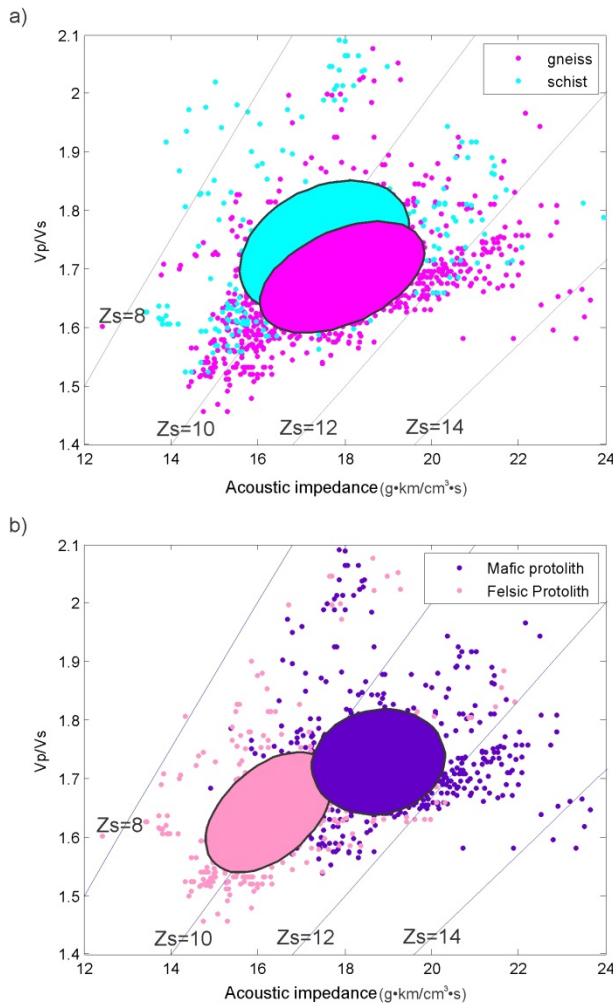 a)
2.1
gneiss
schist
2
1.9
Vp/Vs
1.8
1.7
Zs=8
1.6
1.5
Zs=10
Zs=12
Zs=14
1.4
12 14 16 18 20 22 24
Acoustic impedance (g•km/cm³•s)
b)
2.1
Mafic protolith
Felsic Protolith
2
1.9
Vp/Vs
1.8
1.7
Zs=8
1.6
1.5
Zs=10
Zs=12
Zs=14
1.4
12 14 16 18 20 22 24
Acoustic impedance (g•km/cm³•s)